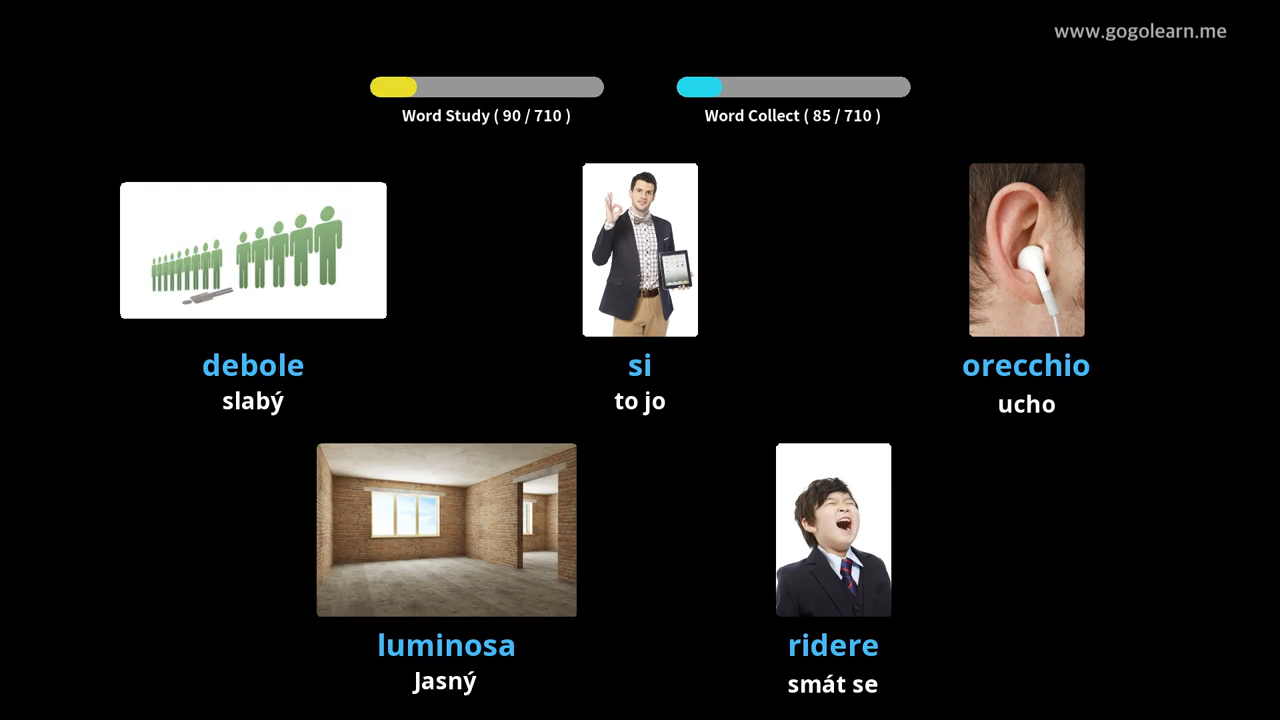 www.gogolearn.me
Word Study ( 90 / 710 )
Word Collect ( 85 / 710 )
debole
slabý
si
to jo
orecchio
ucho
luminosa
Jasný
ridere
smát se